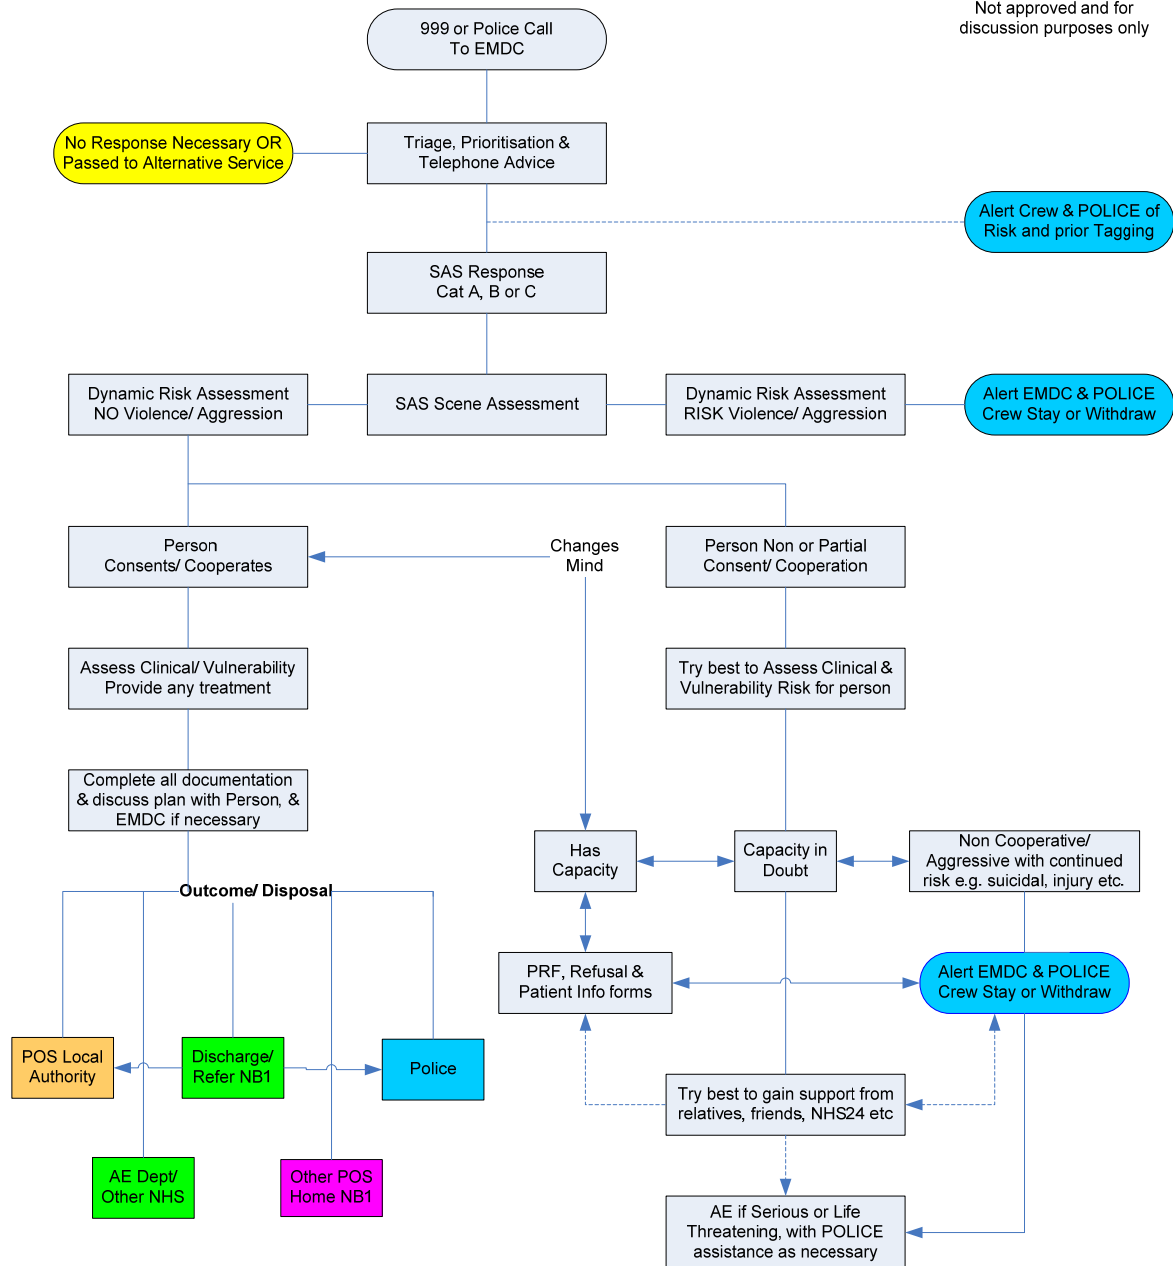 Not approved and for
discussion purposes only
999 or Police Call
To EMDC
No Response Necessary OR
Passed to Alternative Service
Triage, Prioritisation &
Telephone Advice
Alert Crew & POLICE of
Risk and prior Tagging
SAS Response
Cat A, B or C
Dynamic Risk Assessment
NO Violence/ Aggression
SAS Scene Assessment
Dynamic Risk Assessment
RISK Violence/ Aggression
Alert EMDC & POLICE
Crew Stay or Withdraw
Person
Consents/ Cooperates
Changes
Mind
Person Non or Partial
Consent/ Cooperation
Assess Clinical/ Vulnerability
Provide any treatment
Try best to Assess Clinical &
Vulnerability Risk for person
Complete all documentation
& discuss plan with Person, &
EMDC if necessary
Has
Capacity
Capacity in
Doubt
Non Cooperative/
Aggressive with continued
risk e.g. suicidal, injury etc.
Outcome/ Disposal
PRF, Refusal &
Patient Info forms
Alert EMDC & POLICE
Crew Stay or Withdraw
POS Local
Authority
Discharge/
Refer NB1
Police
Try best to gain support from
relatives, friends, NHS24 etc
AE Dept/
Other NHS
Other POS
Home NB1
AE if Serious or Life
Threatening, with POLICE
assistance as necessary